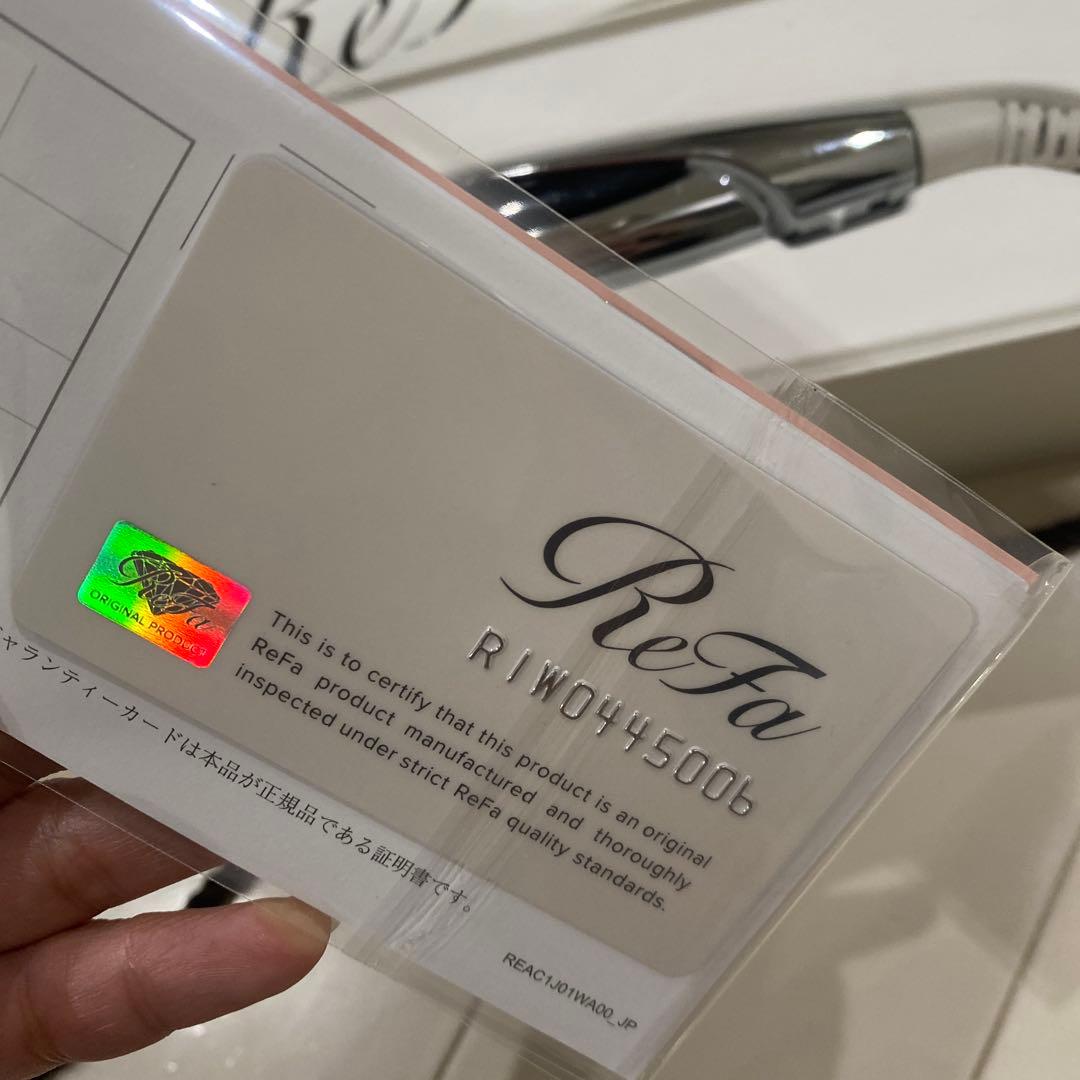 ReF
ReFa
R1W0445006
ReFa
ORIGINAL PRODUCT
This is to certify that this product is an original
ReFa product manufactured and thoroughly
inspected under strict ReFa quality standards.
ャランティーカードは本品が正規品である証明書です。
REAC1J01WA00_JP